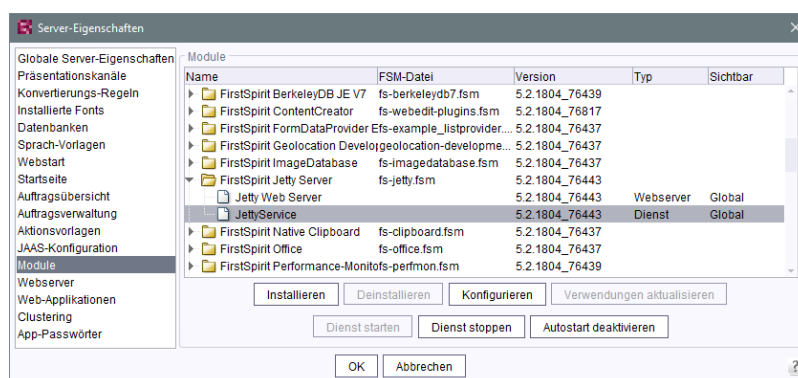 Server-Eigenschaften
Globale Server-Eigenschaften
Präsentationskanäle
Konvertierungs-Regeln
Installierte Fonts
Datenbanken
Sprach-Vorlagen
Webstart
Startseite
Auftragsübersicht
Auftragsverwaltung
Aktionsvorlagen
JAAS-Konfiguration
Module
Webserver
Web-Applikationen
Clustering
App-Passwörter
Module
Name FSM-Datei Version Typ Sichtbar
FirstSpirit BerkeleyDB JE V7 fs-berkeleydb7.fsm 5.2.1804_76439
FirstSpirit ContentCreator fs-webedit-plugins.fsm 5.2.1804_76817
FirstSpirit FormDataProvider E fs-example_listprovider.... 5.2.1804_76437
FirstSpirit Geolocation Develop geolocation-developme... 5.2.1804_76437
FirstSpirit ImageDatabase fs-imagedatabase.fsm 5.2.1804_76437
FirstSpirit Jetty Server fs-jetty.fsm 5.2.1804_76443
Jetty Web Server 5.2.1804_76443 Webserver Global
JettyService 5.2.1804_76443 Dienst Global
FirstSpirit Native Clipboard fs-clipboard.fsm 5.2.1804_76437
FirstSpirit Office fs-office.fsm 5.2.1804_76437
FirstSpirit Performance-Monito fs-perfmon.fsm 5.2.1804_76439
Installieren Deinstallieren Konfigurieren Verwendungen aktualisieren
Dienst starten Dienst stoppen Autostart deaktivieren
OK Abbrechen ?